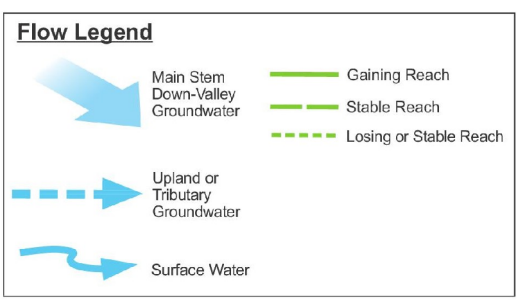 Flow Legend
Main Stem
Down-Valley
Groundwater
Upland or
Tributary
Groundwater
Surface Water
Gaining Reach
Stable Reach
Losing or Stable Reach